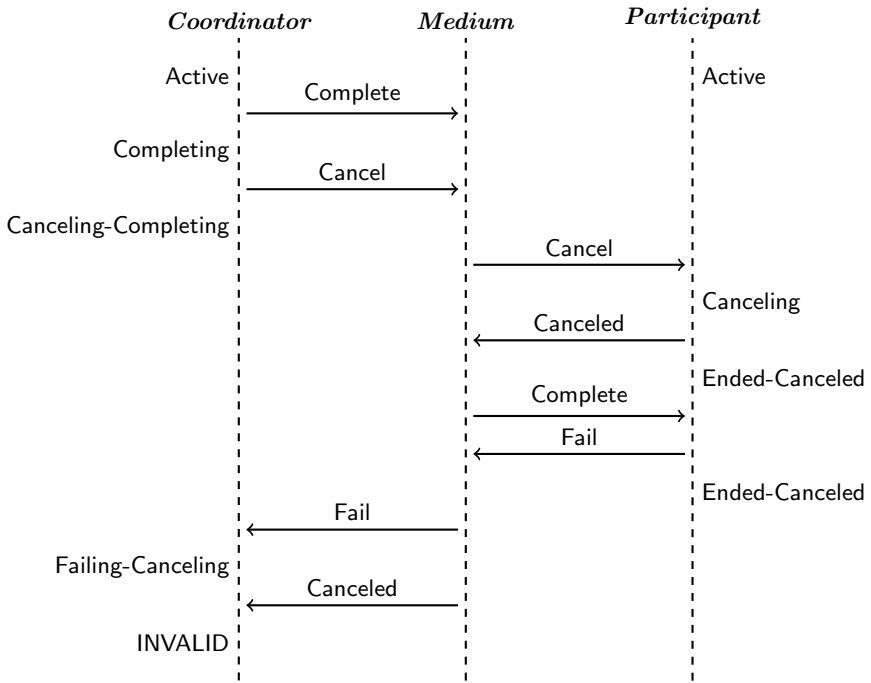 Coordinator Medium Participant
Active Active
Complete
Completing
Cancel
Canceling-Completing
Cancel
Canceling
Canceled
Ended-Canceled
Complete
Fail
Ended-Canceled
Fail
Failing-Canceling
Canceled
INVALID